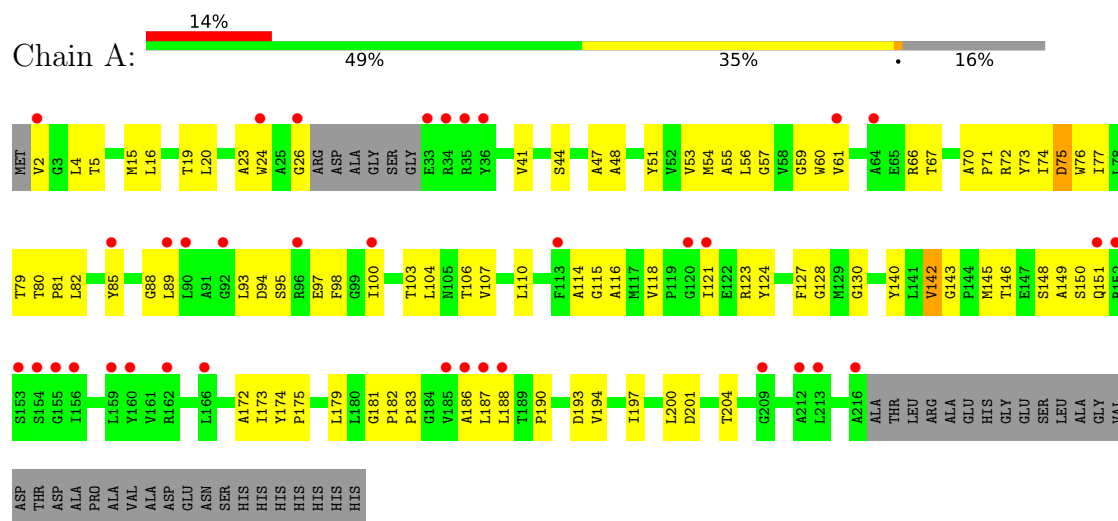 14%
Chain A:
49% 35% • 16%
MET V2 G3 L4 T5 M15 L16 T19 L20 A23 W24 A25 G26 ARG ASP ALA GLY SER GLY E33 R34 R35 Y36 V41 S44 A47 A48 Y51 V52 V53 M54 A55 L56 G57 V58 G59 W60 V61 A64 E65 R66 T67 A70 P71 R72 Y73 I74 D75 W76 I77 L78
T79 T80 P81 L82 Y85 G88 L89 L90 A91 G92 L93 D94 S95 R96 E97 F98 G99 I100 T103 L104 N105 T106 V107 L110 F113 A114 G115 A116 M117 V118 P119 G120 I121 E122 R123 Y124 F127 G128 M129 G130 Y140 L141 V142 G143 P144 M145 T146 E147 S148 A149 S150 Q151 R152
S153 S154 G155 I156 L159 Y160 V161 R162 L166 A172 I173 Y174 P175 L179 L180 G181 P182 P183 G184 V185 A186 L187 L188 T189 P190 D193 V194 I197 L200 D201 T204 G209 A212 L213 A216 ALA THR LEU ARG ALA GLU HIS GLY GLU SER LEU ALA GLY VAL
ASP THR ASP ALA PRO ALA VAL ALA ASP GLU ASN SER HIS HIS HIS HIS HIS HIS HIS HIS